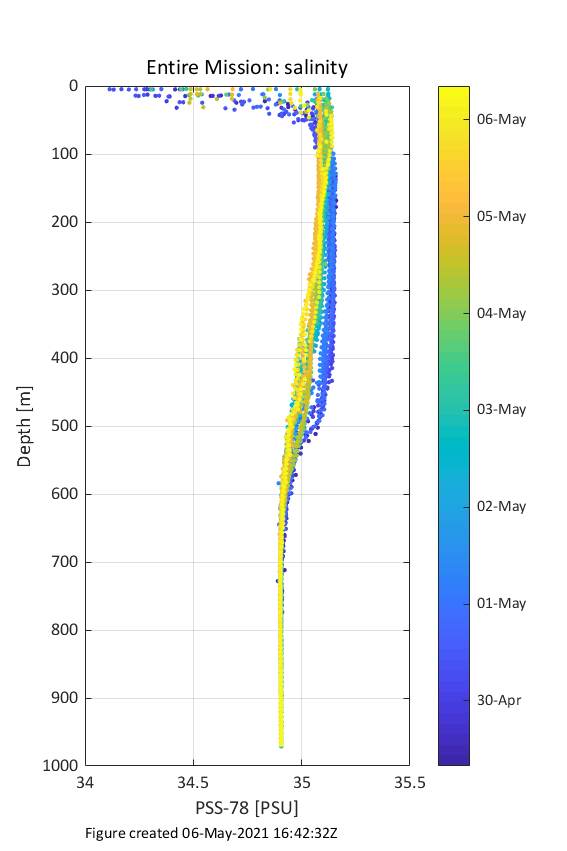 Entire Mission: salinity
0
100
200
300
400
500
600
700
800
900
1000
Depth [m]
34
34.5
35
35.5
PSS-78 [PSU]
06-May
05-May
04-May
03-May
02-May
01-May
30-Apr
Figure created 06-May-2021 16:42:32Z